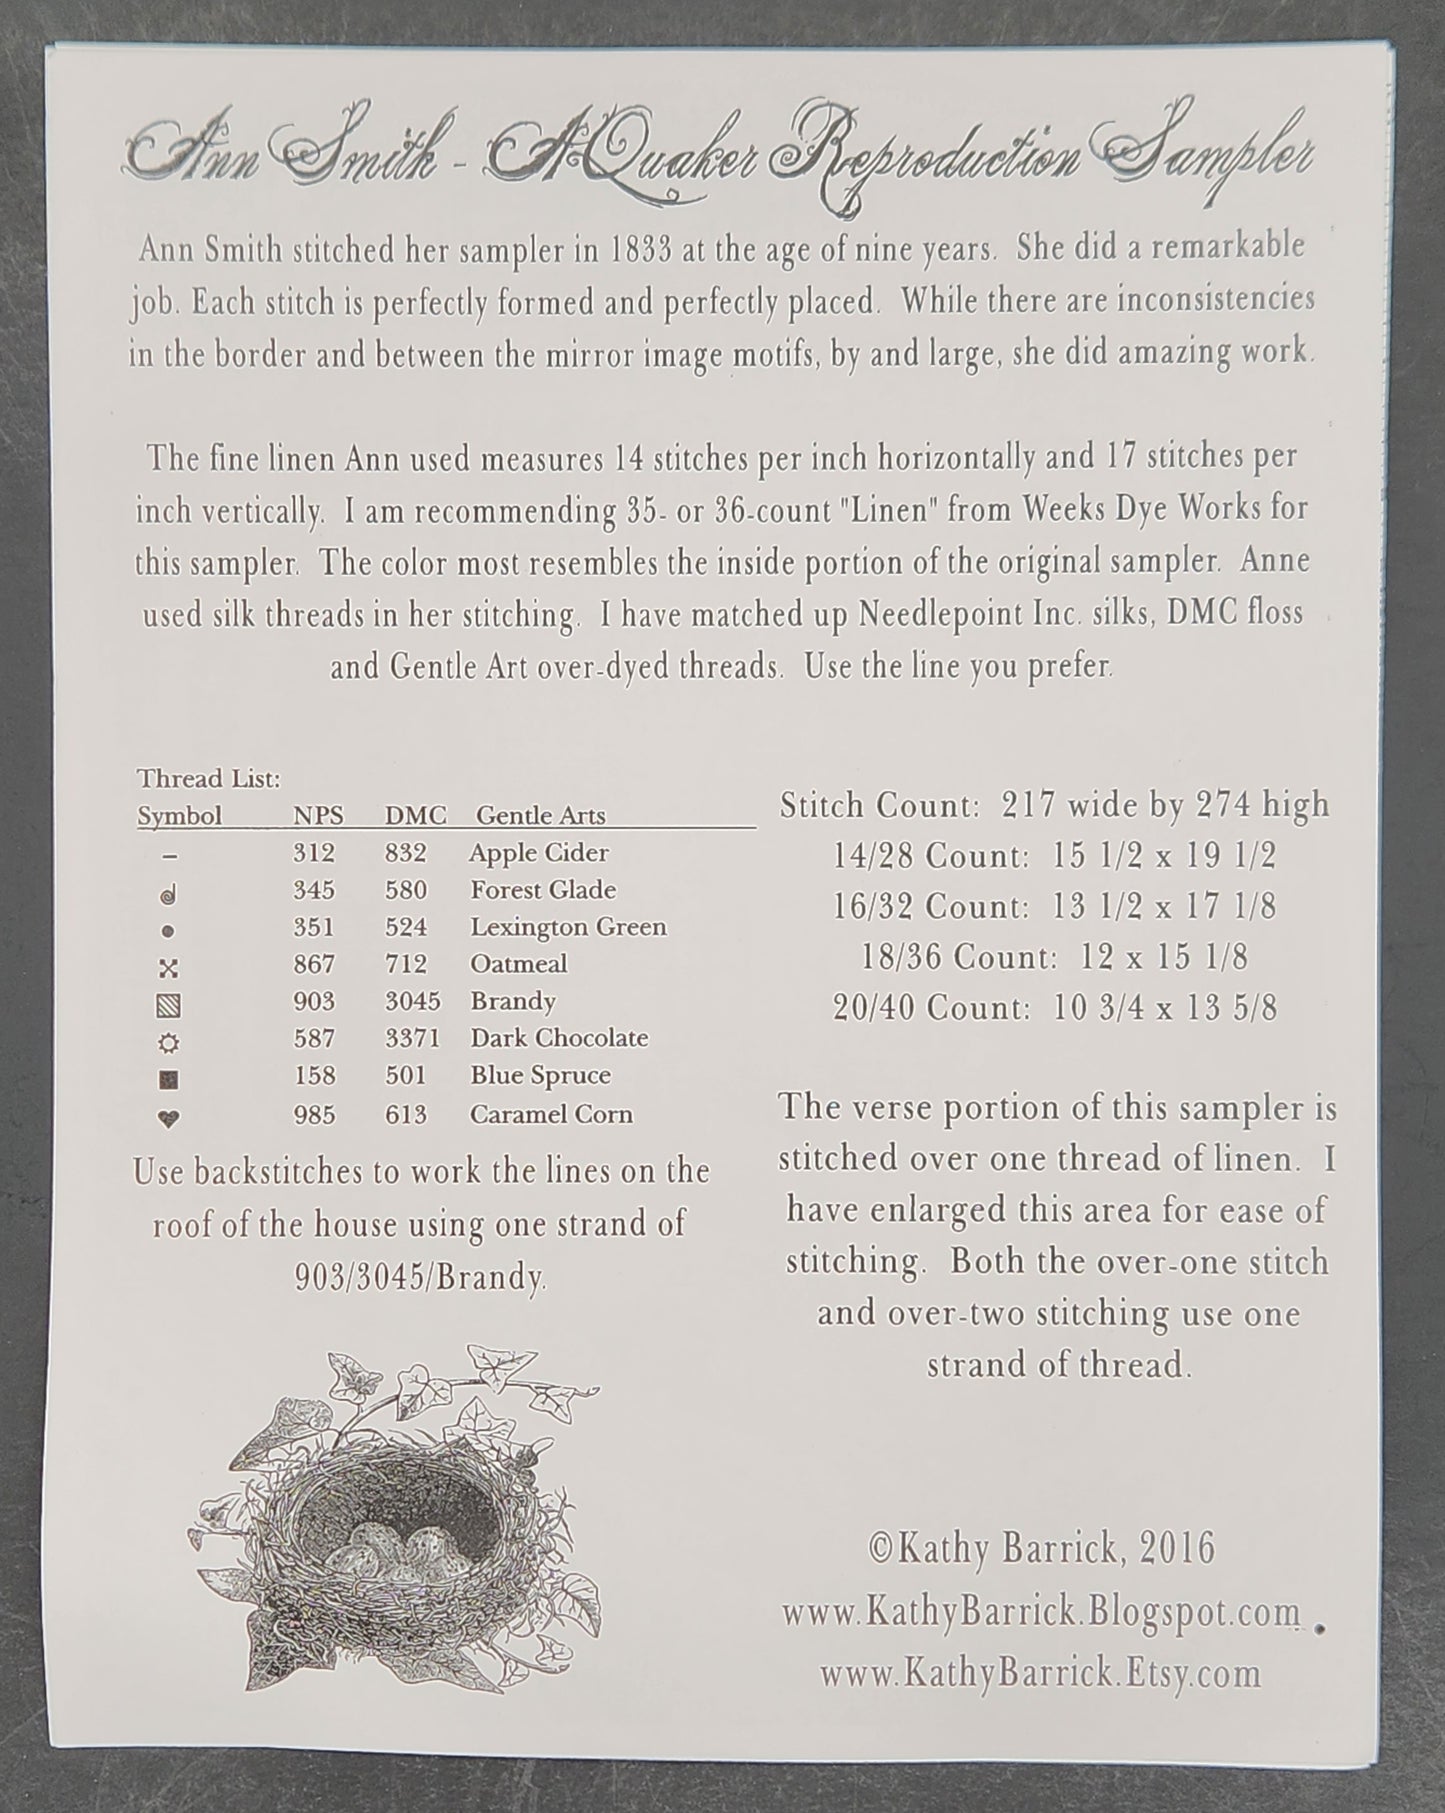 Ann Smith - A Quaker Reproduction Sampler
Ann Smith stitched her sampler in 1833 at the age of nine years. She did a remarkable
job. Each stitch is perfectly formed and perfectly placed. While there are inconsistencies
in the border and between the mirror image motifs, by and large, she did amazing work.
The fine linen Ann used measures 14 stitches per inch horizontally and 17 stitches per
inch vertically. I am recommending 35- or 36-count "Linen" from Weeks Dye Works for
this sampler. The color most resembles the inside portion of the original sampler. Anne
used silk threads in her stitching. I have matched up Needlepoint Inc. silks, DMC floss
and Gentle Art over-dyed threads. Use the line you prefer.
Thread List:
Symbol NPS DMC Gentle Arts
– 312 832 Apple Cider
345 580 Forest Glade
● 351 524 Lexington Green
867 712 Oatmeal
▧ 903 3045 Brandy
587 3371 Dark Chocolate
■ 158 501 Blue Spruce
♥ 985 613 Caramel Corn
Use backstitches to work the lines on the
roof of the house using one strand of
903/3045/Brandy.
Stitch Count: 217 wide by 274 high
14/28 Count: 15 1/2 x 19 1/2
16/32 Count: 13 1/2 x 17 1/8
18/36 Count: 12 x 15 1/8
20/40 Count: 10 3/4 x 13 5/8
The verse portion of this sampler is
stitched over one thread of linen. I
have enlarged this area for ease of
stitching. Both the over-one stitch
and over-two stitching use one
strand of thread.
©Kathy Barrick, 2016
www.KathyBarrick.Blogspot.com
www.KathyBarrick.Etsy.com